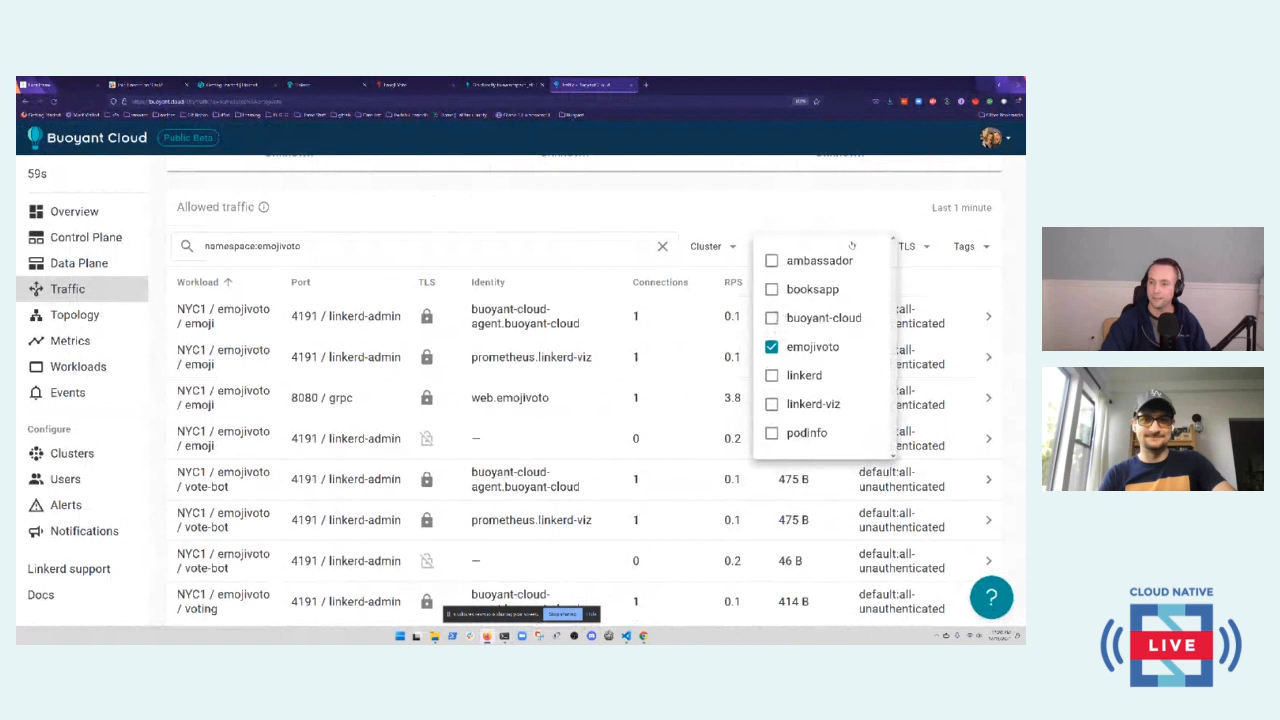 Buoyant Cloud
Public Beta
59s
Overview
Control Plane
Data Plane
Traffic
Topology
Metrics
Workloads
Events
Configure
Clusters
Users
Alerts
Notifications
Linkerd support
Docs
Allowed traffic
Last 1 minute
namespace:emojivoto
Cluster
TLS
Tags
ambassador
booksapp
buoyant-cloud
emojivoto
linkerd
linkerd-viz
podinfo
Workload Port TLS Identity Connections RPS
NYC1 / emojivoto
/ emoji
4191 / linkerd-admin
buoyant-cloud-
agent.buoyant-cloud
1
0.1
:all-
enticated
NYC1 / emojivoto
/ emoji
4191 / linkerd-admin
prometheus.linkerd-viz
1
0.1
:all-
enticated
NYC1 / emojivoto
/ emoji
8080 / grpc
web.emojivoto
1
3.8
:all-
enticated
NYC1 / emojivoto
/ emoji
4191 / linkerd-admin
—
0
0.2
:all-
enticated
NYC1 / emojivoto
/ vote-bot
4191 / linkerd-admin
buoyant-cloud-
agent.buoyant-cloud
1
0.1
475 B
default:all-
unauthenticated
NYC1 / emojivoto
/ vote-bot
4191 / linkerd-admin
prometheus.linkerd-viz
1
0.1
475 B
default:all-
unauthenticated
NYC1 / emojivoto
/ vote-bot
4191 / linkerd-admin
—
0
0.2
46 B
default:all-
unauthenticated
NYC1 / emojivoto
/ voting
4191 / linkerd-admin
buoyant-cloud-
1
0.1
414 B
default:all-
unauthenticated
?
CLOUD NATIVE
LIVE